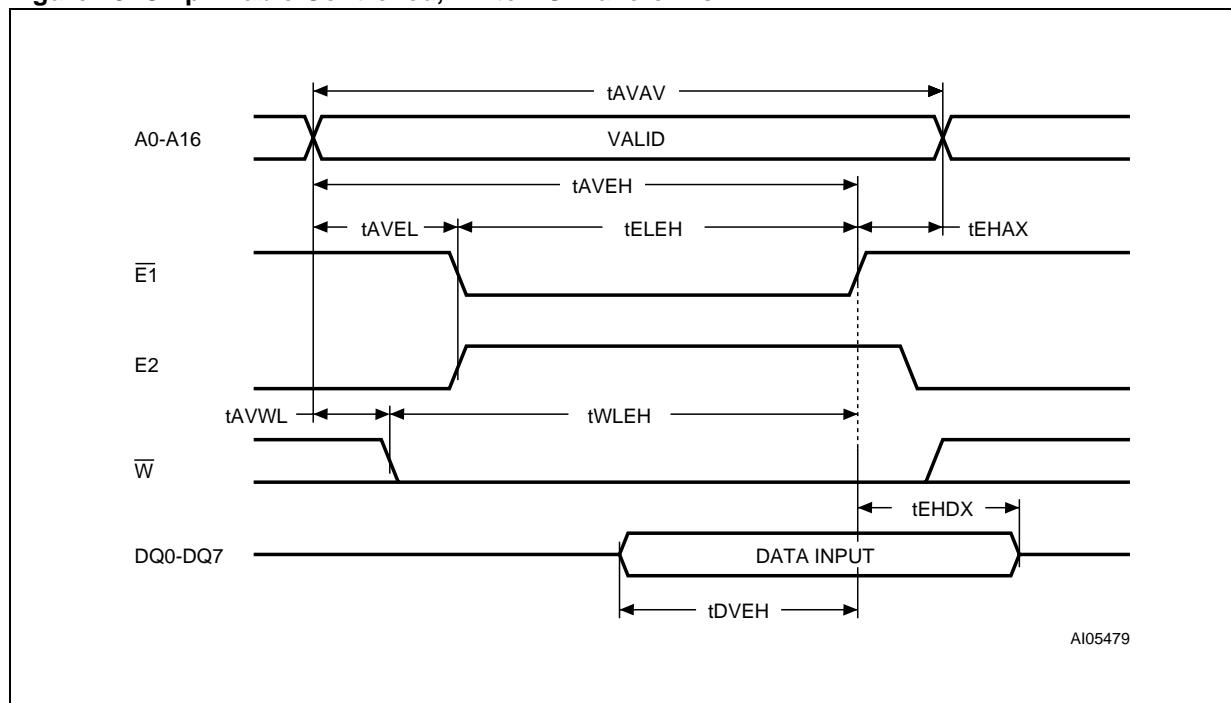 tAVAV
A0-A16
VALID
tAVEH
tAVEL
tELEH
tEHAX
E1
E2
tAVWL
tWLEH
W
tEHDX
DQ0-DQ7
DATA INPUT
tDVEH
AI05479